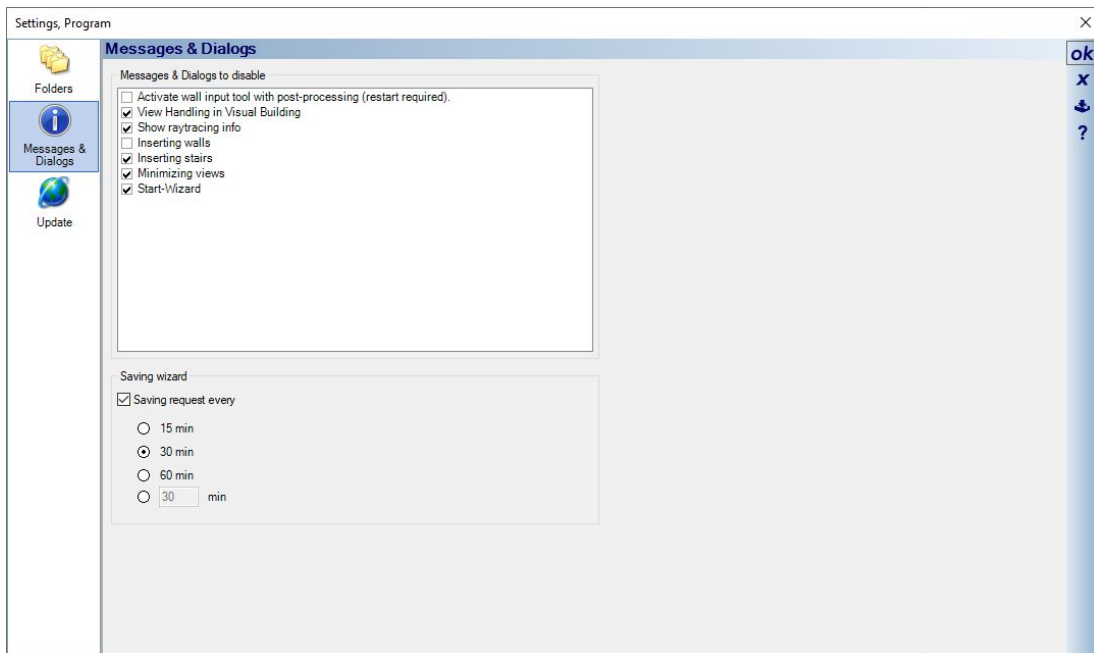 Settings, Program
Folders
Messages &
Dialogs
Update
Messages & Dialogs
Messages & Dialogs to disable
Activate wall input tool with post-processing (restart required).
View Handling in Visual Building
Show raytracing info
Inserting walls
Inserting stairs
Minimizing views
Start-Wizard
Saving wizard
Saving request every
15 min
30 min
60 min
30 min
ok
x
?